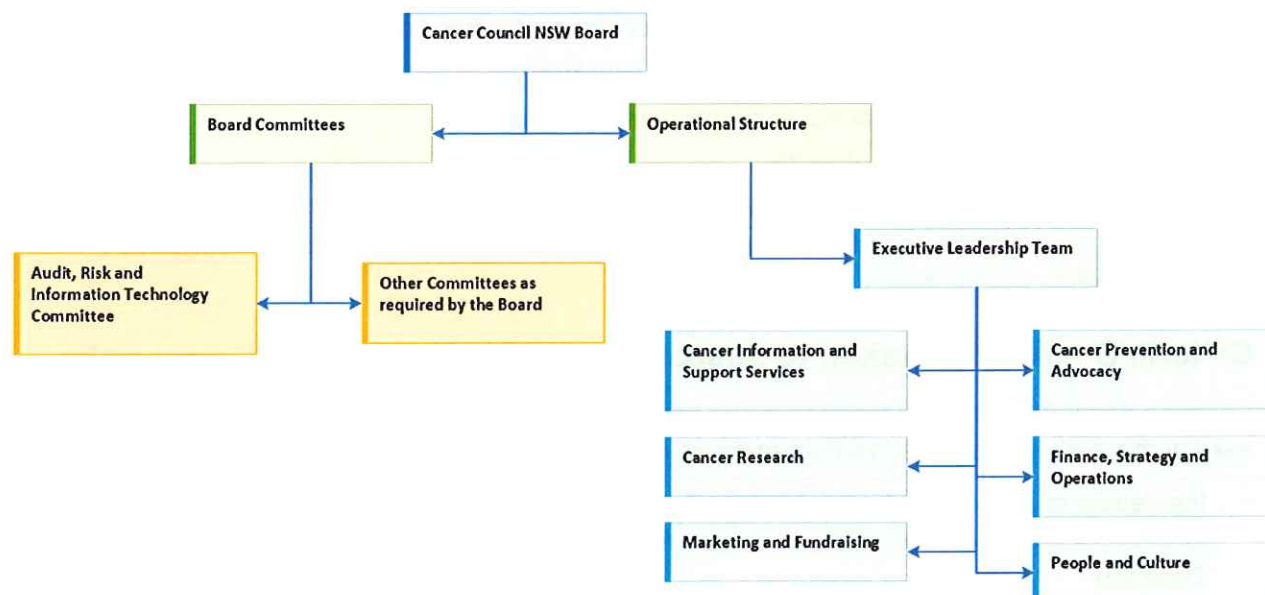 Cancer Council NSW Board
Board Committees
Operational Structure
Executive Leadership Team
Audit, Risk and
Information Technology
Committee
Other Committees as
required by the Board
Cancer Information and
Support Services
Cancer Prevention and
Advocacy
Cancer Research
Finance, Strategy and
Operations
Marketing and Fundraising
People and Culture